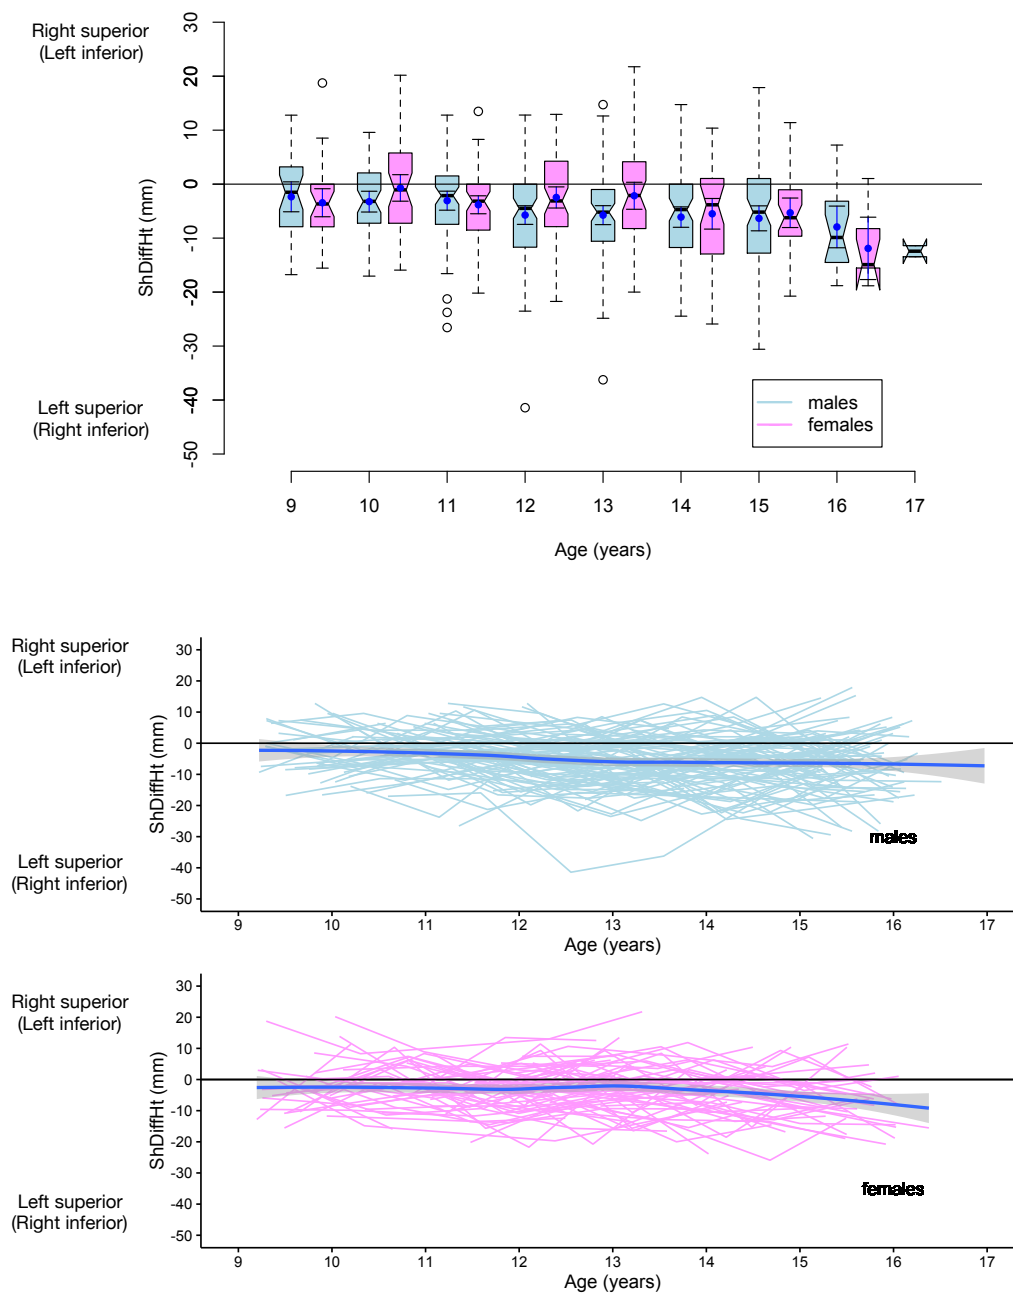 Right superior
(Left inferior)
30
20
10
0
-10
-20
-30
-40
-50
ShDiffHt (mm)
Left superior
(Right inferior)
males
females
9 10 11 12 13 14 15 16 17
Age (years)
Right superior
(Left inferior)
30
20
10
0
-10
-20
-30
-40
-50
ShDiffHt (mm)
Left superior
(Right inferior)
males
9 10 11 12 13 14 15 16 17
Age (years)
Right superior
(Left inferior)
30
20
10
0
-10
-20
-30
-40
-50
ShDiffHt (mm)
Left superior
(Right inferior)
females
9 10 11 12 13 14 15 16 17
Age (years)